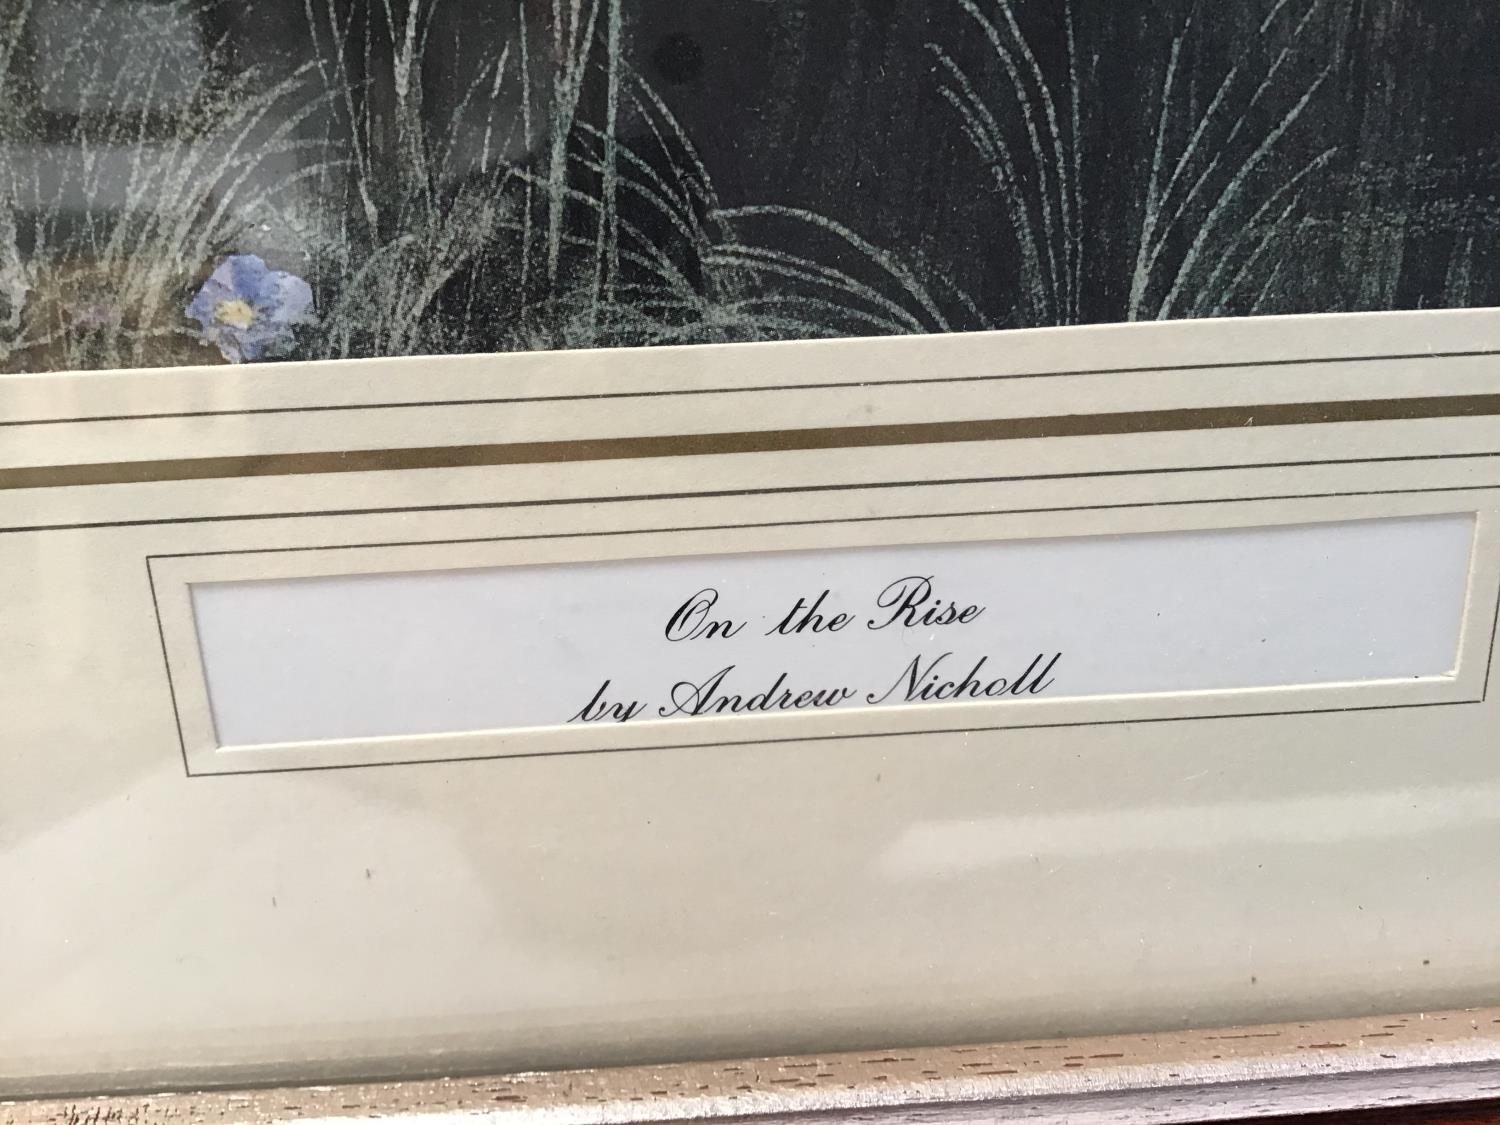 On the Rise
by Andrew Nicholl